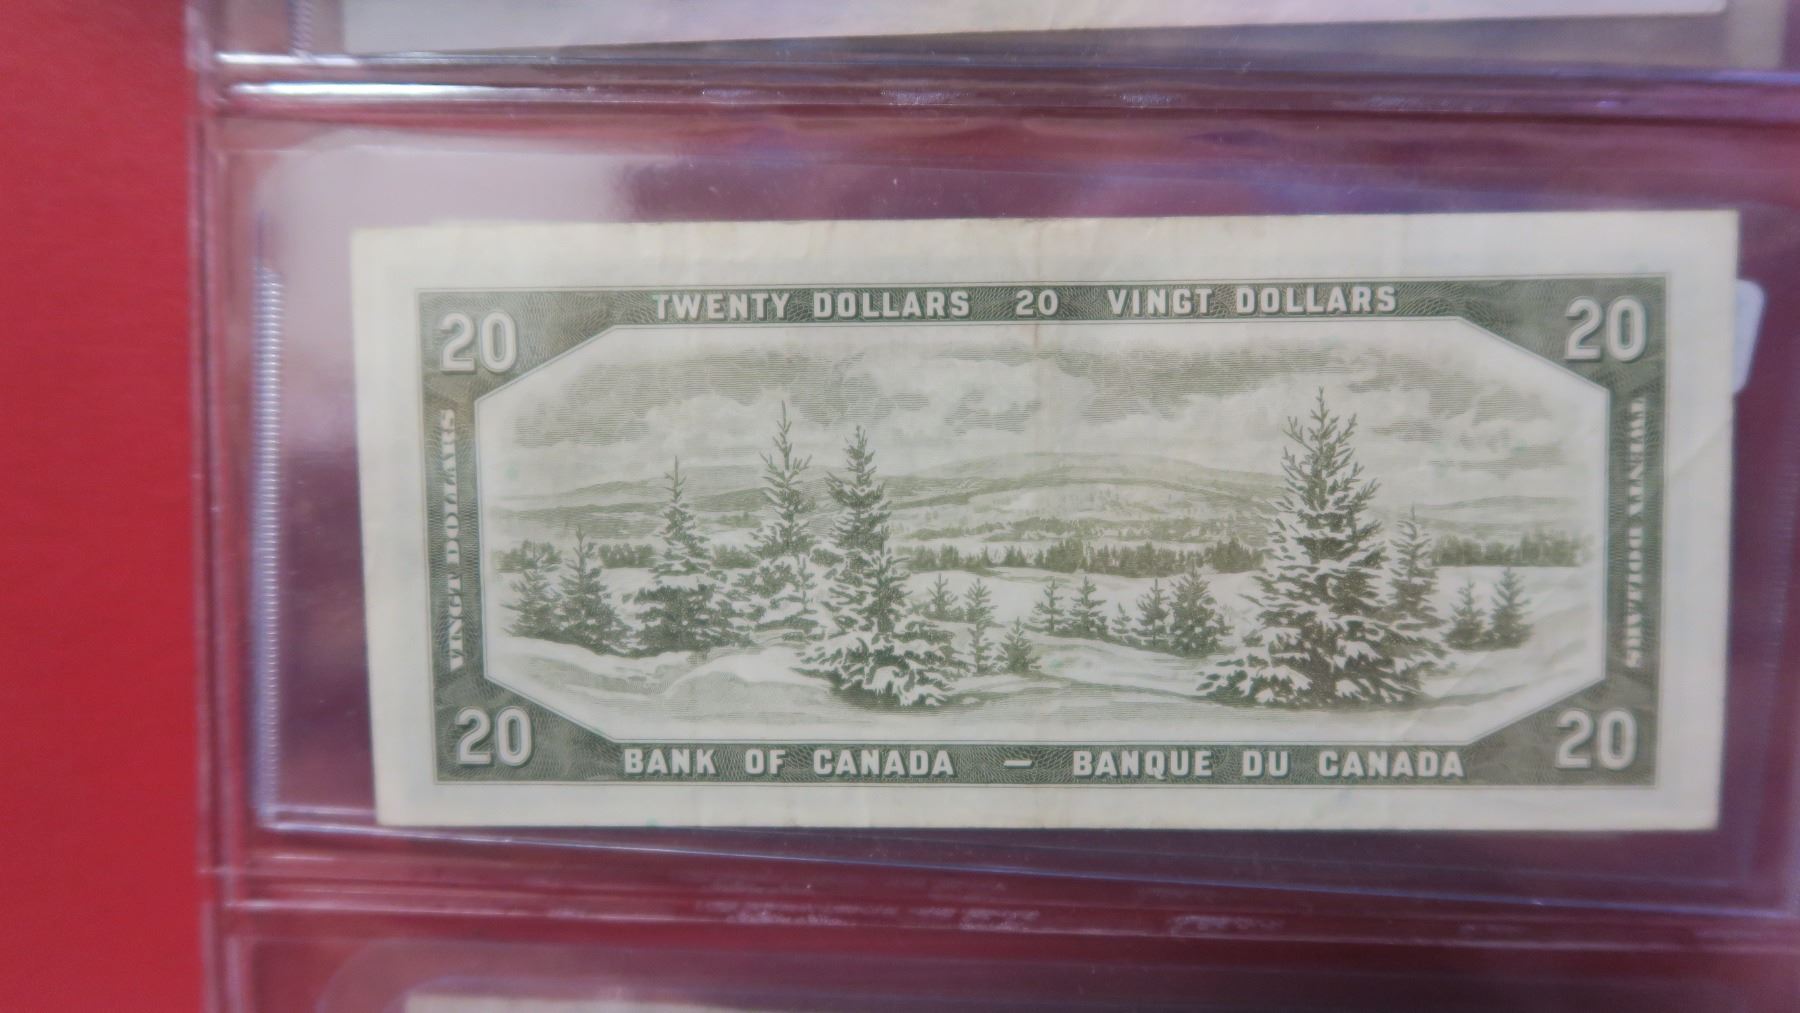 TWENTY DOLLARS 20 VINGT DOLLARS
20
20
VINGT DOLLARS
TWENTY DOLLARS
20
20
BANK OF CANADA — BANQUE DU CANADA